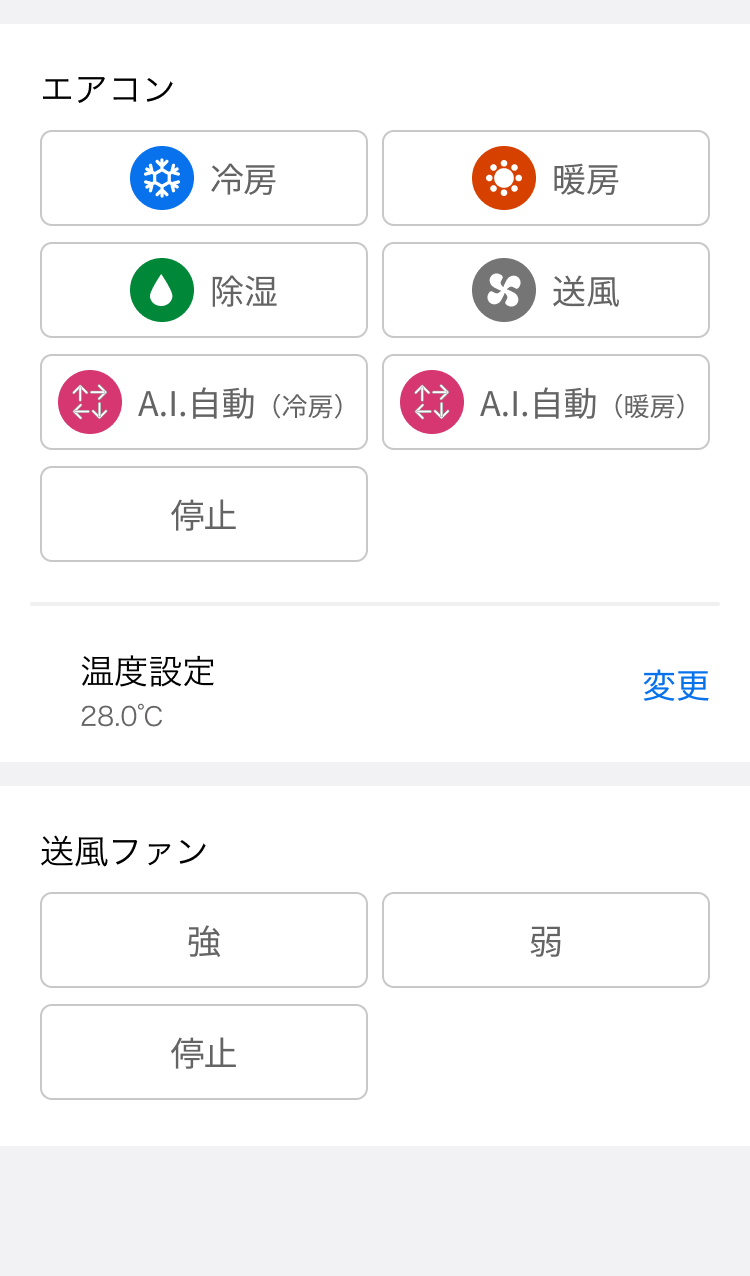 エアコン
冷房
暖房
除湿
送風
A.I.自動（冷房）
A.I.自動（暖房）
停止
温度設定
28.0℃
変更
送風ファン
強
弱
停止